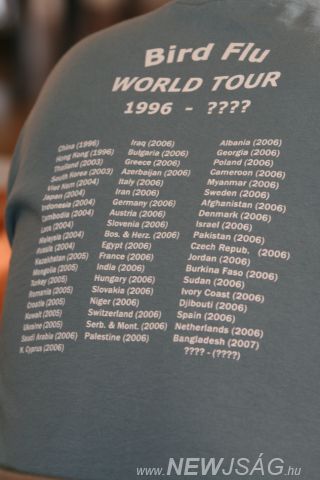 Bird Flu
WORLD TOUR
1996 - ????
China (1996)
Hong Kong (1996)
Thailand (2003)
South Korea (2003)
Viet Nam (2004)
Japan (2004)
Indonesia (2004)
Cambodia (2004)
Laos (2004)
Malaysia (2004)
Russia (2004)
Kazakhstan (2005)
Mongolia (2005)
Turkey (2005)
Romania (2005)
Croatia (2005)
Kuwait (2005)
Ukraine (2005)
Saudi Arabia (2006)
N. Cyprus (2006)
Iraq (2006)
Bulgaria (2006)
Greece (2006)
Azerbaijan (2006)
Italy (2006)
Iran (2006)
Germany (2006)
Austria (2006)
Slovenia (2006)
Bos. & Herz. (2006)
Egypt (2006)
France (2006)
India (2006)
Hungary (2006)
Slovakia (2006)
Niger (2006)
Switzerland (2006)
Serb. & Mont. (2006)
Palestine (2006)
Albania (2006)
Georgia (2006)
Poland (2006)
Cameroon (2006)
Myanmar (2006)
Sweden (2006)
Afghanistan (2006)
Denmark (2006)
Israel (2006)
Pakistan (2006)
Czech Repub. (2006)
Jordan (2006)
Burkina Faso (2006)
Sudan (2006)
Ivory Coast (2006)
Djibouti (2006)
Spain (2006)
Netherlands (2006)
Bangladesh (2007)
???? - (????)
www.NEWJSÁG.hu